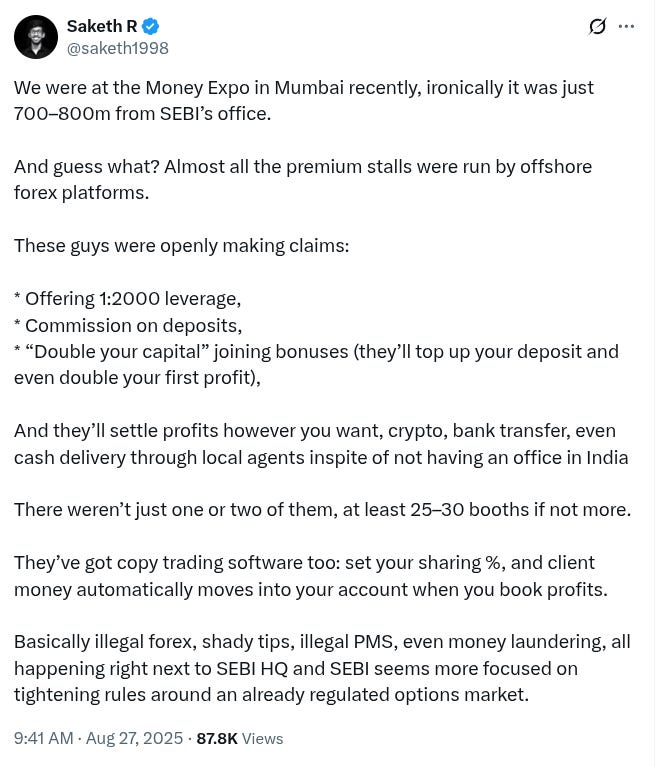 Saketh R
@saketh1998
We were at the Money Expo in Mumbai recently, ironically it was just
700–800m from SEBI’s office.
And guess what? Almost all the premium stalls were run by offshore
forex platforms.
These guys were openly making claims:
* Offering 1:2000 leverage,
* Commission on deposits,
* “Double your capital” joining bonuses (they’ll top up your deposit and
even double your first profit),
And they’ll settle profits however you want, crypto, bank transfer, even
cash delivery through local agents inspite of not having an office in India
There weren’t just one or two of them, at least 25–30 booths if not more.
They’ve got copy trading software too: set your sharing %, and client
money automatically moves into your account when you book profits.
Basically illegal forex, shady tips, illegal PMS, even money laundering, all
happening right next to SEBI HQ and SEBI seems more focused on
tightening rules around an already regulated options market.
9:41 AM · Aug 27, 2025 · 87.8K Views